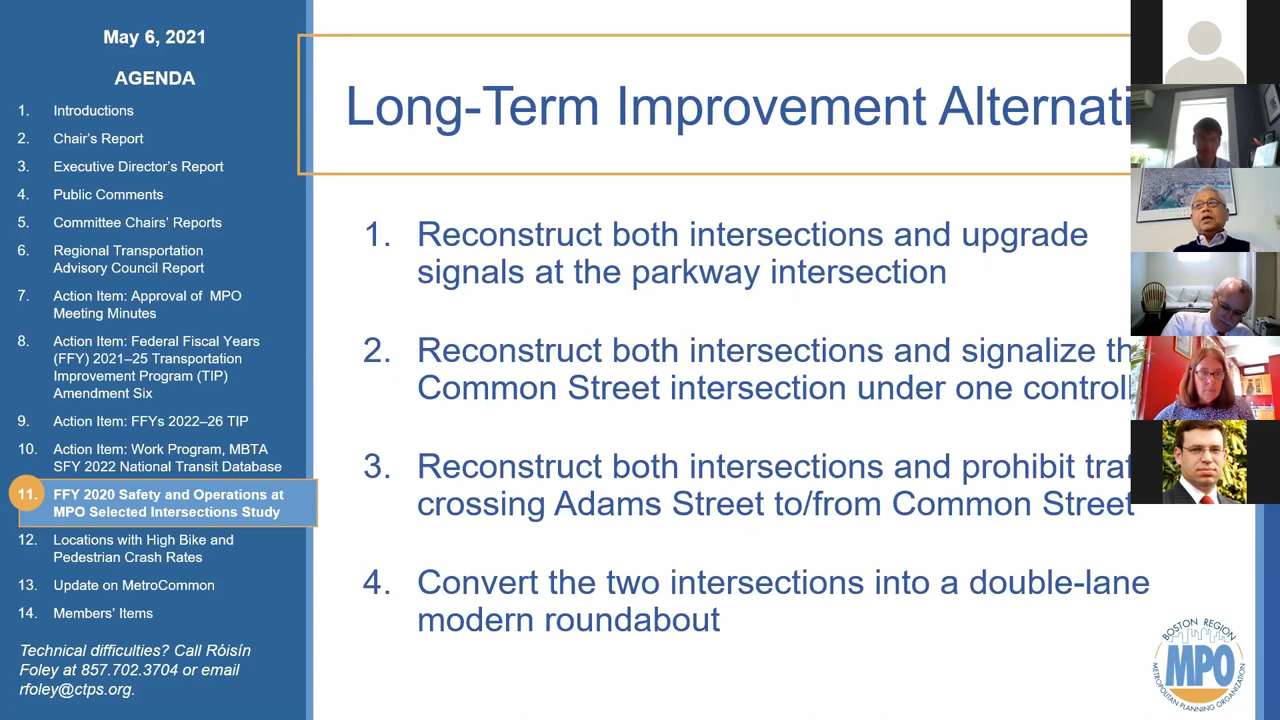 May 6, 2021
AGENDA
1. Introductions
2. Chair's Report
3. Executive Director's Report
4. Public Comments
5. Committee Chairs' Reports
6. Regional Transportation
Advisory Council Report
7. Action Item: Approval of MPO
Meeting Minutes
8. Action Item: Federal Fiscal Years
(FFY) 2021–25 Transportation
Improvement Program (TIP)
Amendment Six
9. Action Item: FFYs 2022–26 TIP
10. Action Item: Work Program, MBTA
SFY 2022 National Transit Database
11. FFY 2020 Safety and Operations at
MPO Selected Intersections Study
12. Locations with High Bike and
Pedestrian Crash Rates
13. Update on MetroCommon
14. Members' Items
Technical difficulties? Call Róisín
Foley at 857.702.3704 or email
rfoley@ctps.org.
Long-Term Improvement Alternati
1. Reconstruct both intersections and upgrade
signals at the parkway intersection
2. Reconstruct both intersections and signalize th
Common Street intersection under one control
3. Reconstruct both intersections and prohibit traf
crossing Adams Street to/from Common Street
4. Convert the two intersections into a double-lane
modern roundabout
BOSTON REGION
MPO
METROPOLITAN PLANNING ORGANIZATION